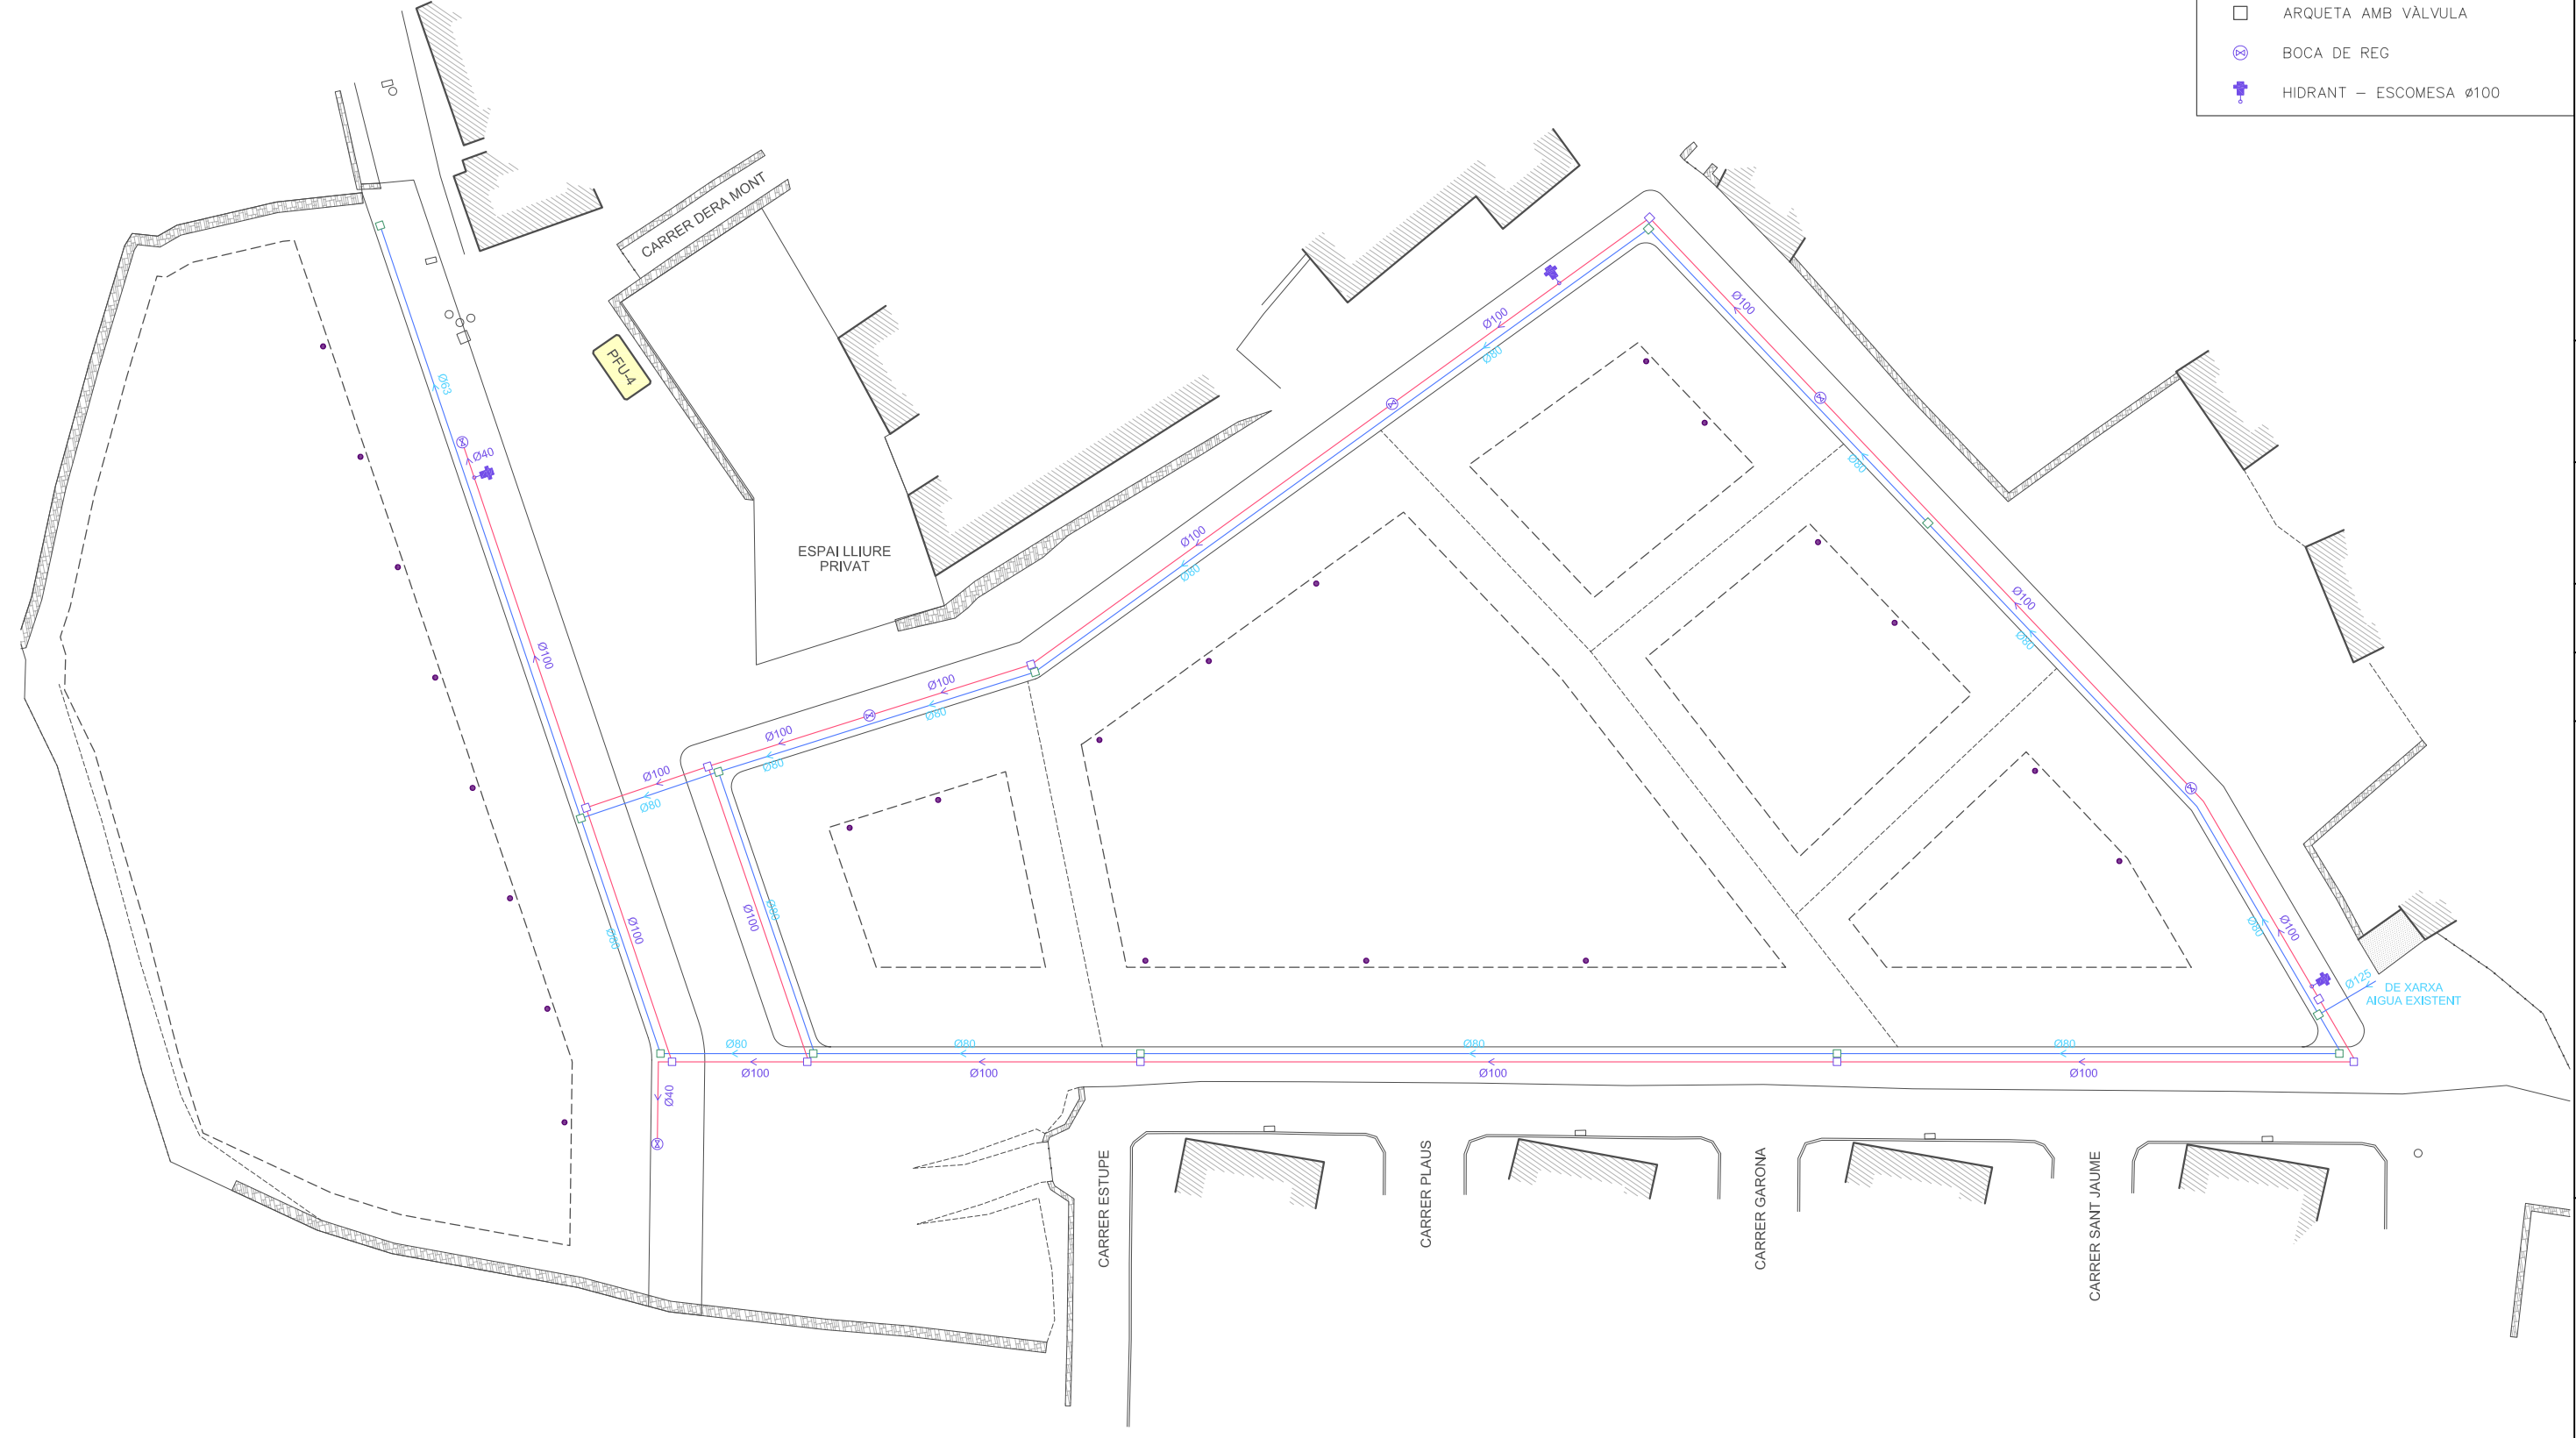 ARQUETA AMB VÀLVULA
BOCA DE REG
HIDRANT – ESCOMESA Ø100
CARRER DERA MONT
PFU-4
ESPAI LLIURE
PRIVAT
Ø63
Ø40
Ø100
Ø100
Ø80
Ø100
Ø80
Ø100
Ø80
Ø100
Ø80
Ø100
Ø80
Ø100
Ø80
Ø100
Ø80
Ø100
Ø80
Ø100
Ø80
Ø100
Ø80
Ø125
DE XARXA
AIGUA EXISTENT
Ø80
Ø80
Ø80
Ø80
Ø100
Ø100
Ø100
Ø100
Ø40
CARRER ESTUPE
CARRER PLAUS
CARRER GARONA
CARRER SANT JAUME